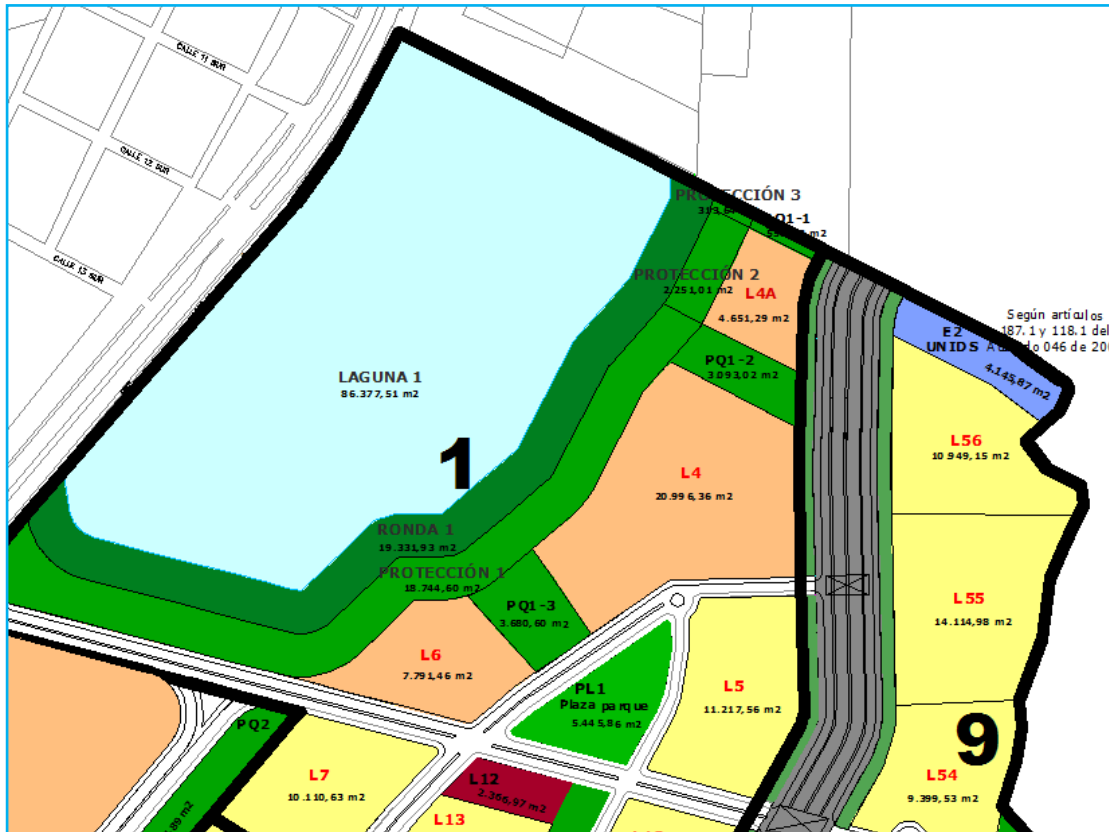 CALLE 11 SUR
CALLE 12 SUR
CALLE 13 SUR
PROTECCIÓN 3
Q1-1
PROTECCIÓN 2
2.251,01 m2
L4A
4.651,29 m2
Según artículos
187.1 y 118.1 del
E2
UNIDS
4.145,87 m2
PQ1-2
3.093,02 m2
LAGUNA 1
86.377,51 m2
1
L56
10.949,15 m2
L4
20.996,36 m2
RONDA 1
19.331,93 m2
PROTECCIÓN 1
18.744,60 m2
PQ1-3
3.680,60 m2
L55
14.114,98 m2
L6
7.791,46 m2
L5
11.217,56 m2
PL1
Plaza parque
5.445,86 m2
PQ2
9
L7
10.110,63 m2
L12
2.366,97 m2
L54
9.399,53 m2
L13